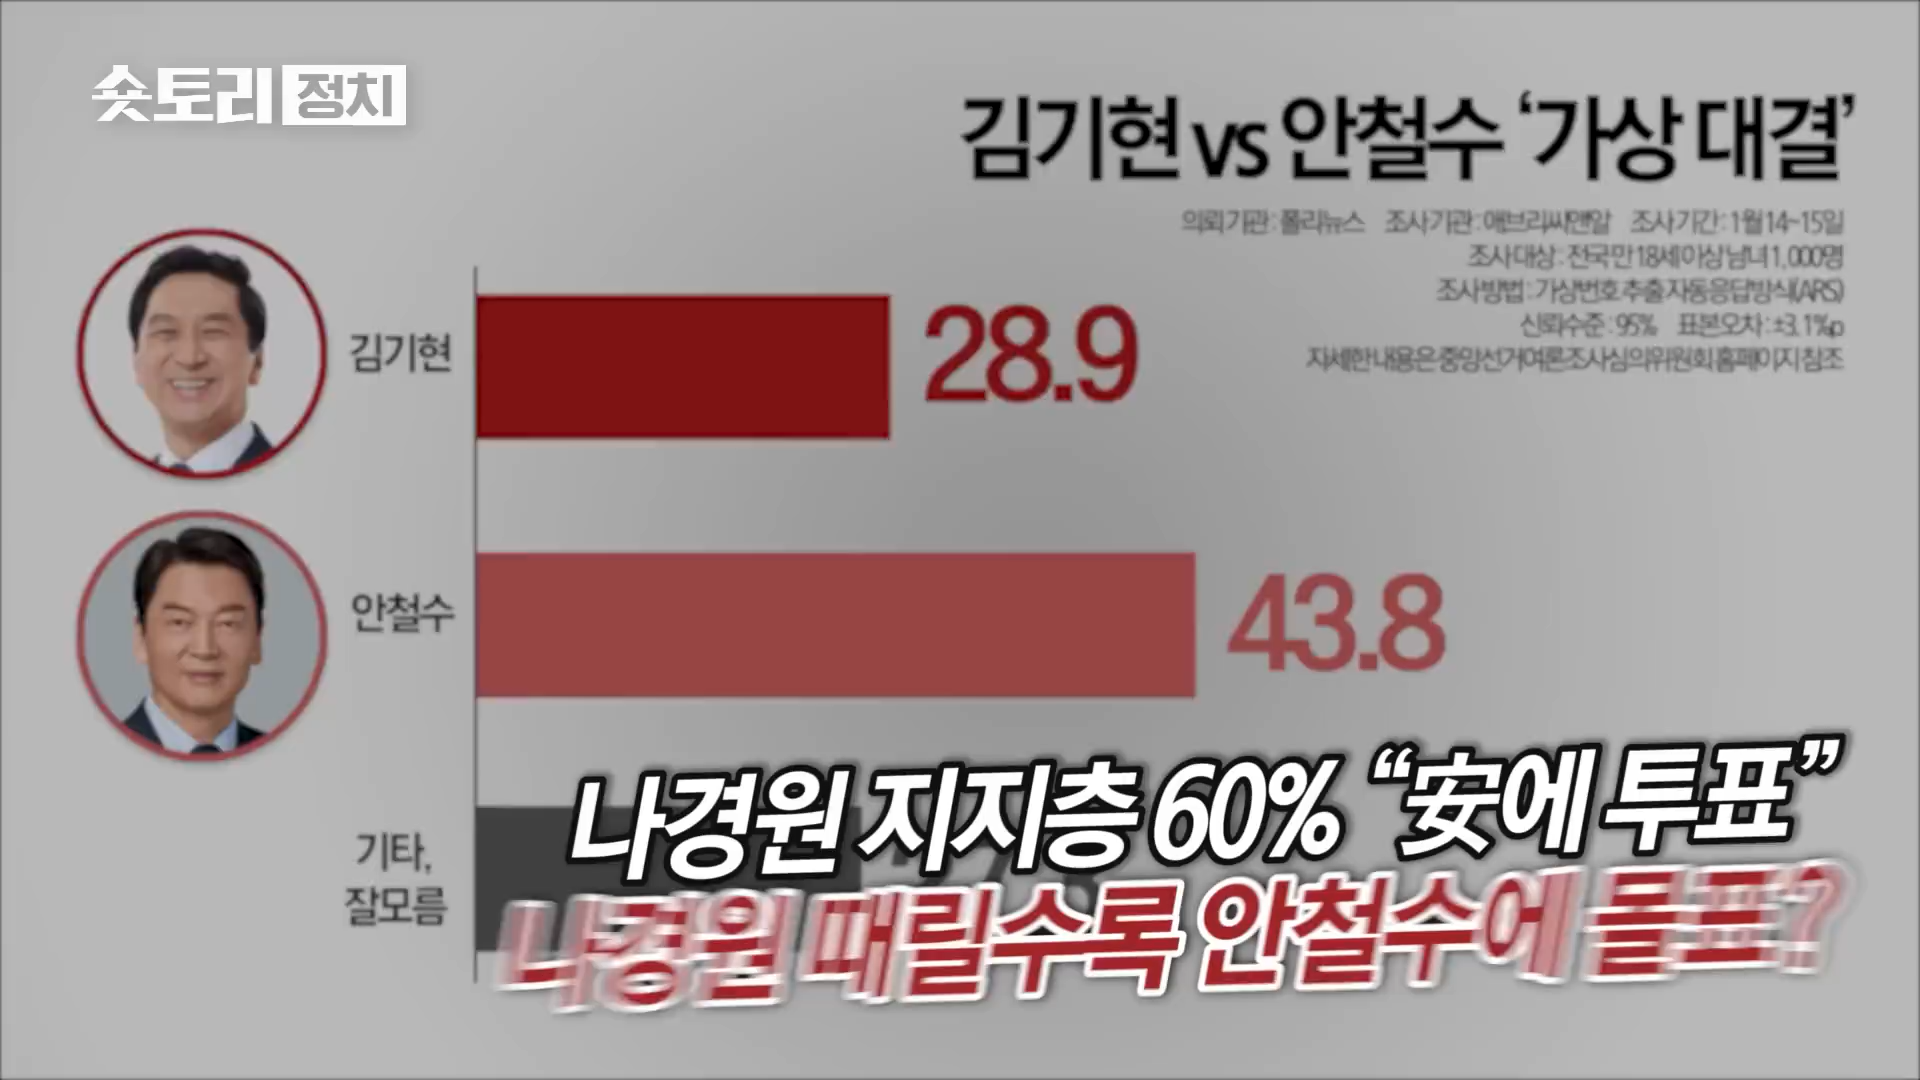 숏토리 정치
김기현 vs 안철수 ‘가상 대결’
의뢰기관 : 폴리뉴스 조사기관 : 에브리씨앤알 조사기간 : 1월 14~15일
조사대상 : 전국 만 18세 이상 남녀 1,000명
조사방법 : 가상번호 추출 자동응답방식(ARS)
신뢰수준 : 95% 표본오차 : ±3.1%p
자세한 내용은 중앙선거여론조사심의위원회 홈페이지 참조
김기현
28.9
안철수
43.8
기타,
잘모름
나경원 지지층 60% “安에 투표”
나경원 때릴수록 안철수에 몰표?